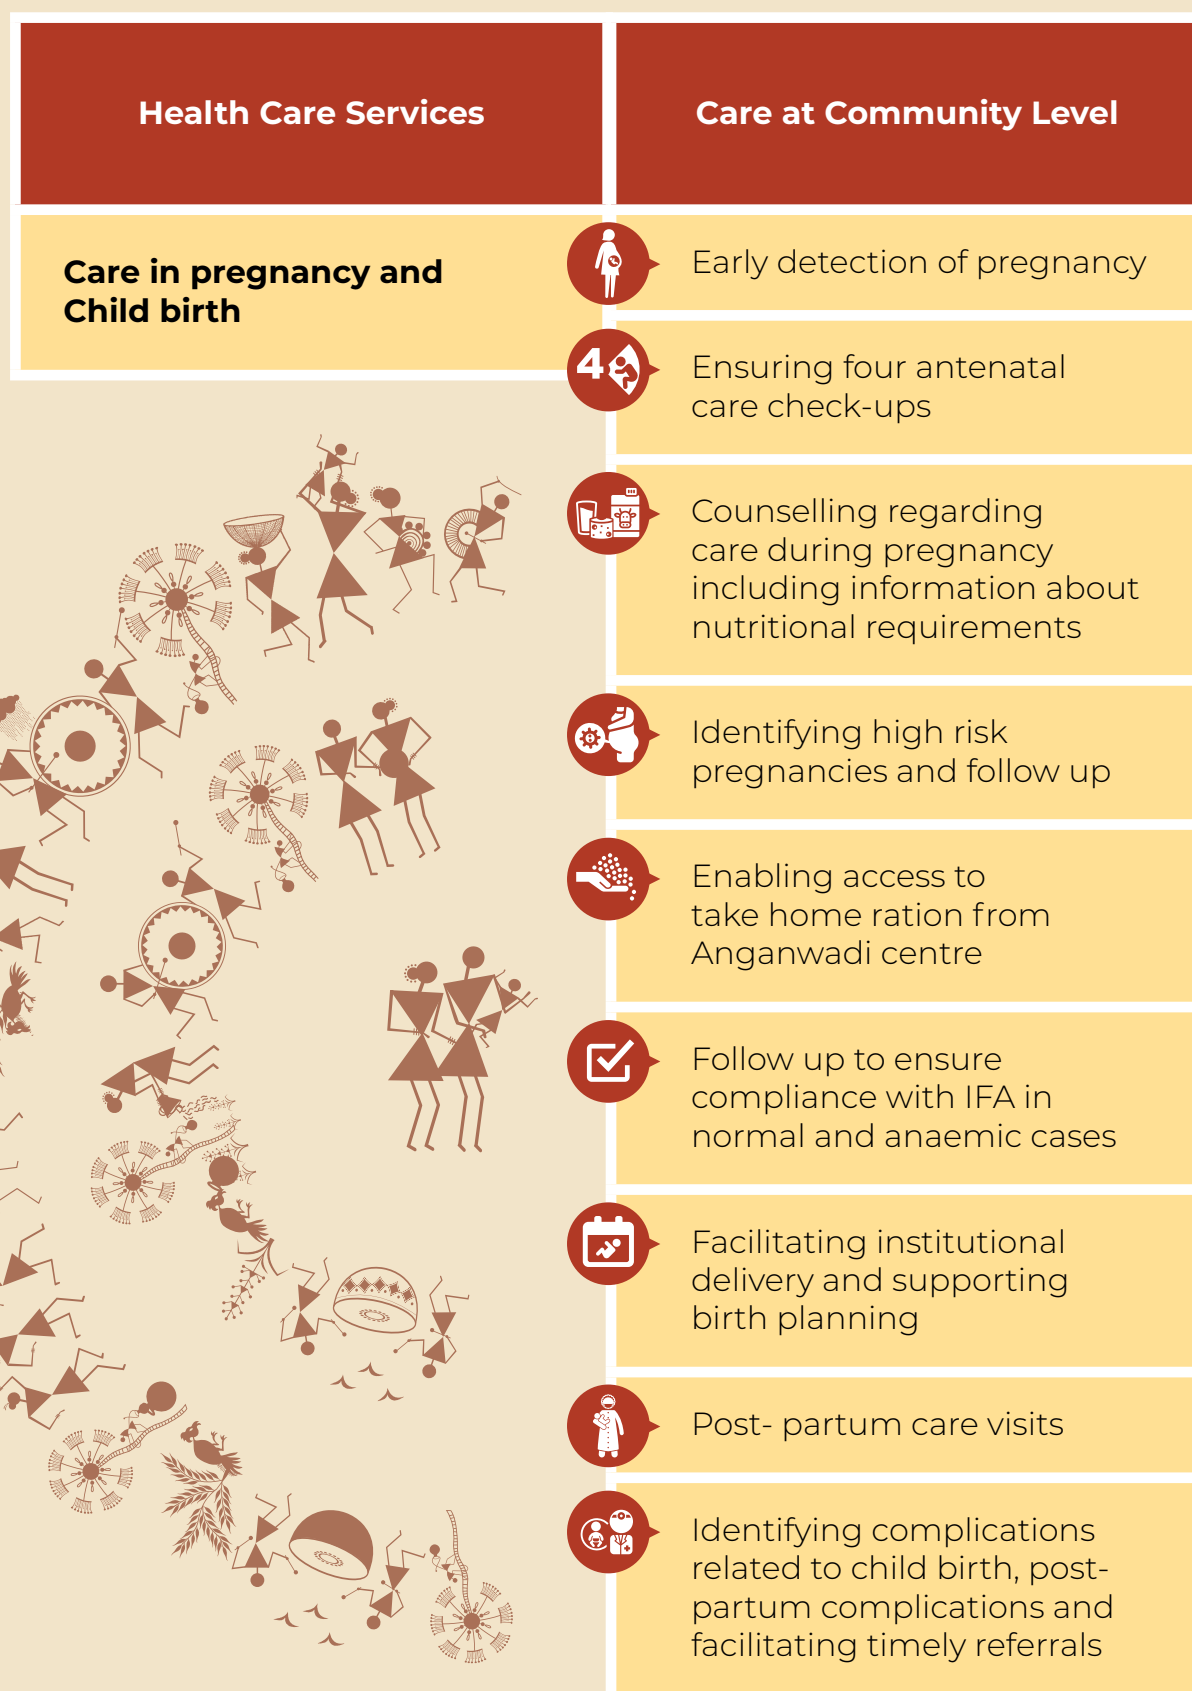 Health Care Services
Care at Community Level
Care in pregnancy and
Child birth
Early detection of pregnancy
4
Ensuring four antenatal
care check-ups
Counselling regarding
care during pregnancy
including information about
nutritional requirements
Identifying high risk
pregnancies and follow up
Enabling access to
take home ration from
Anganwadi centre
Follow up to ensure
compliance with IFA in
normal and anaemic cases
Facilitating institutional
delivery and supporting
birth planning
Post- partum care visits
Identifying complications
related to child birth, post-
partum complications and
facilitating timely referrals